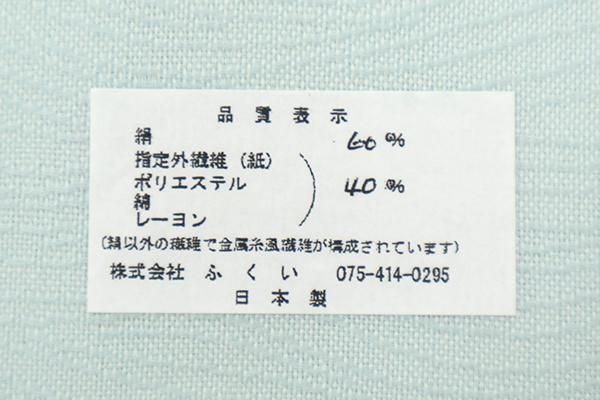 品質表示
絹 60%
指定外繊維(紙)
ポリエステル 40%
綿
レーヨン
(絹以外の繊維で金属糸風繊維が構成されています)
株式会社 ふくい 075-414-0295
日本製